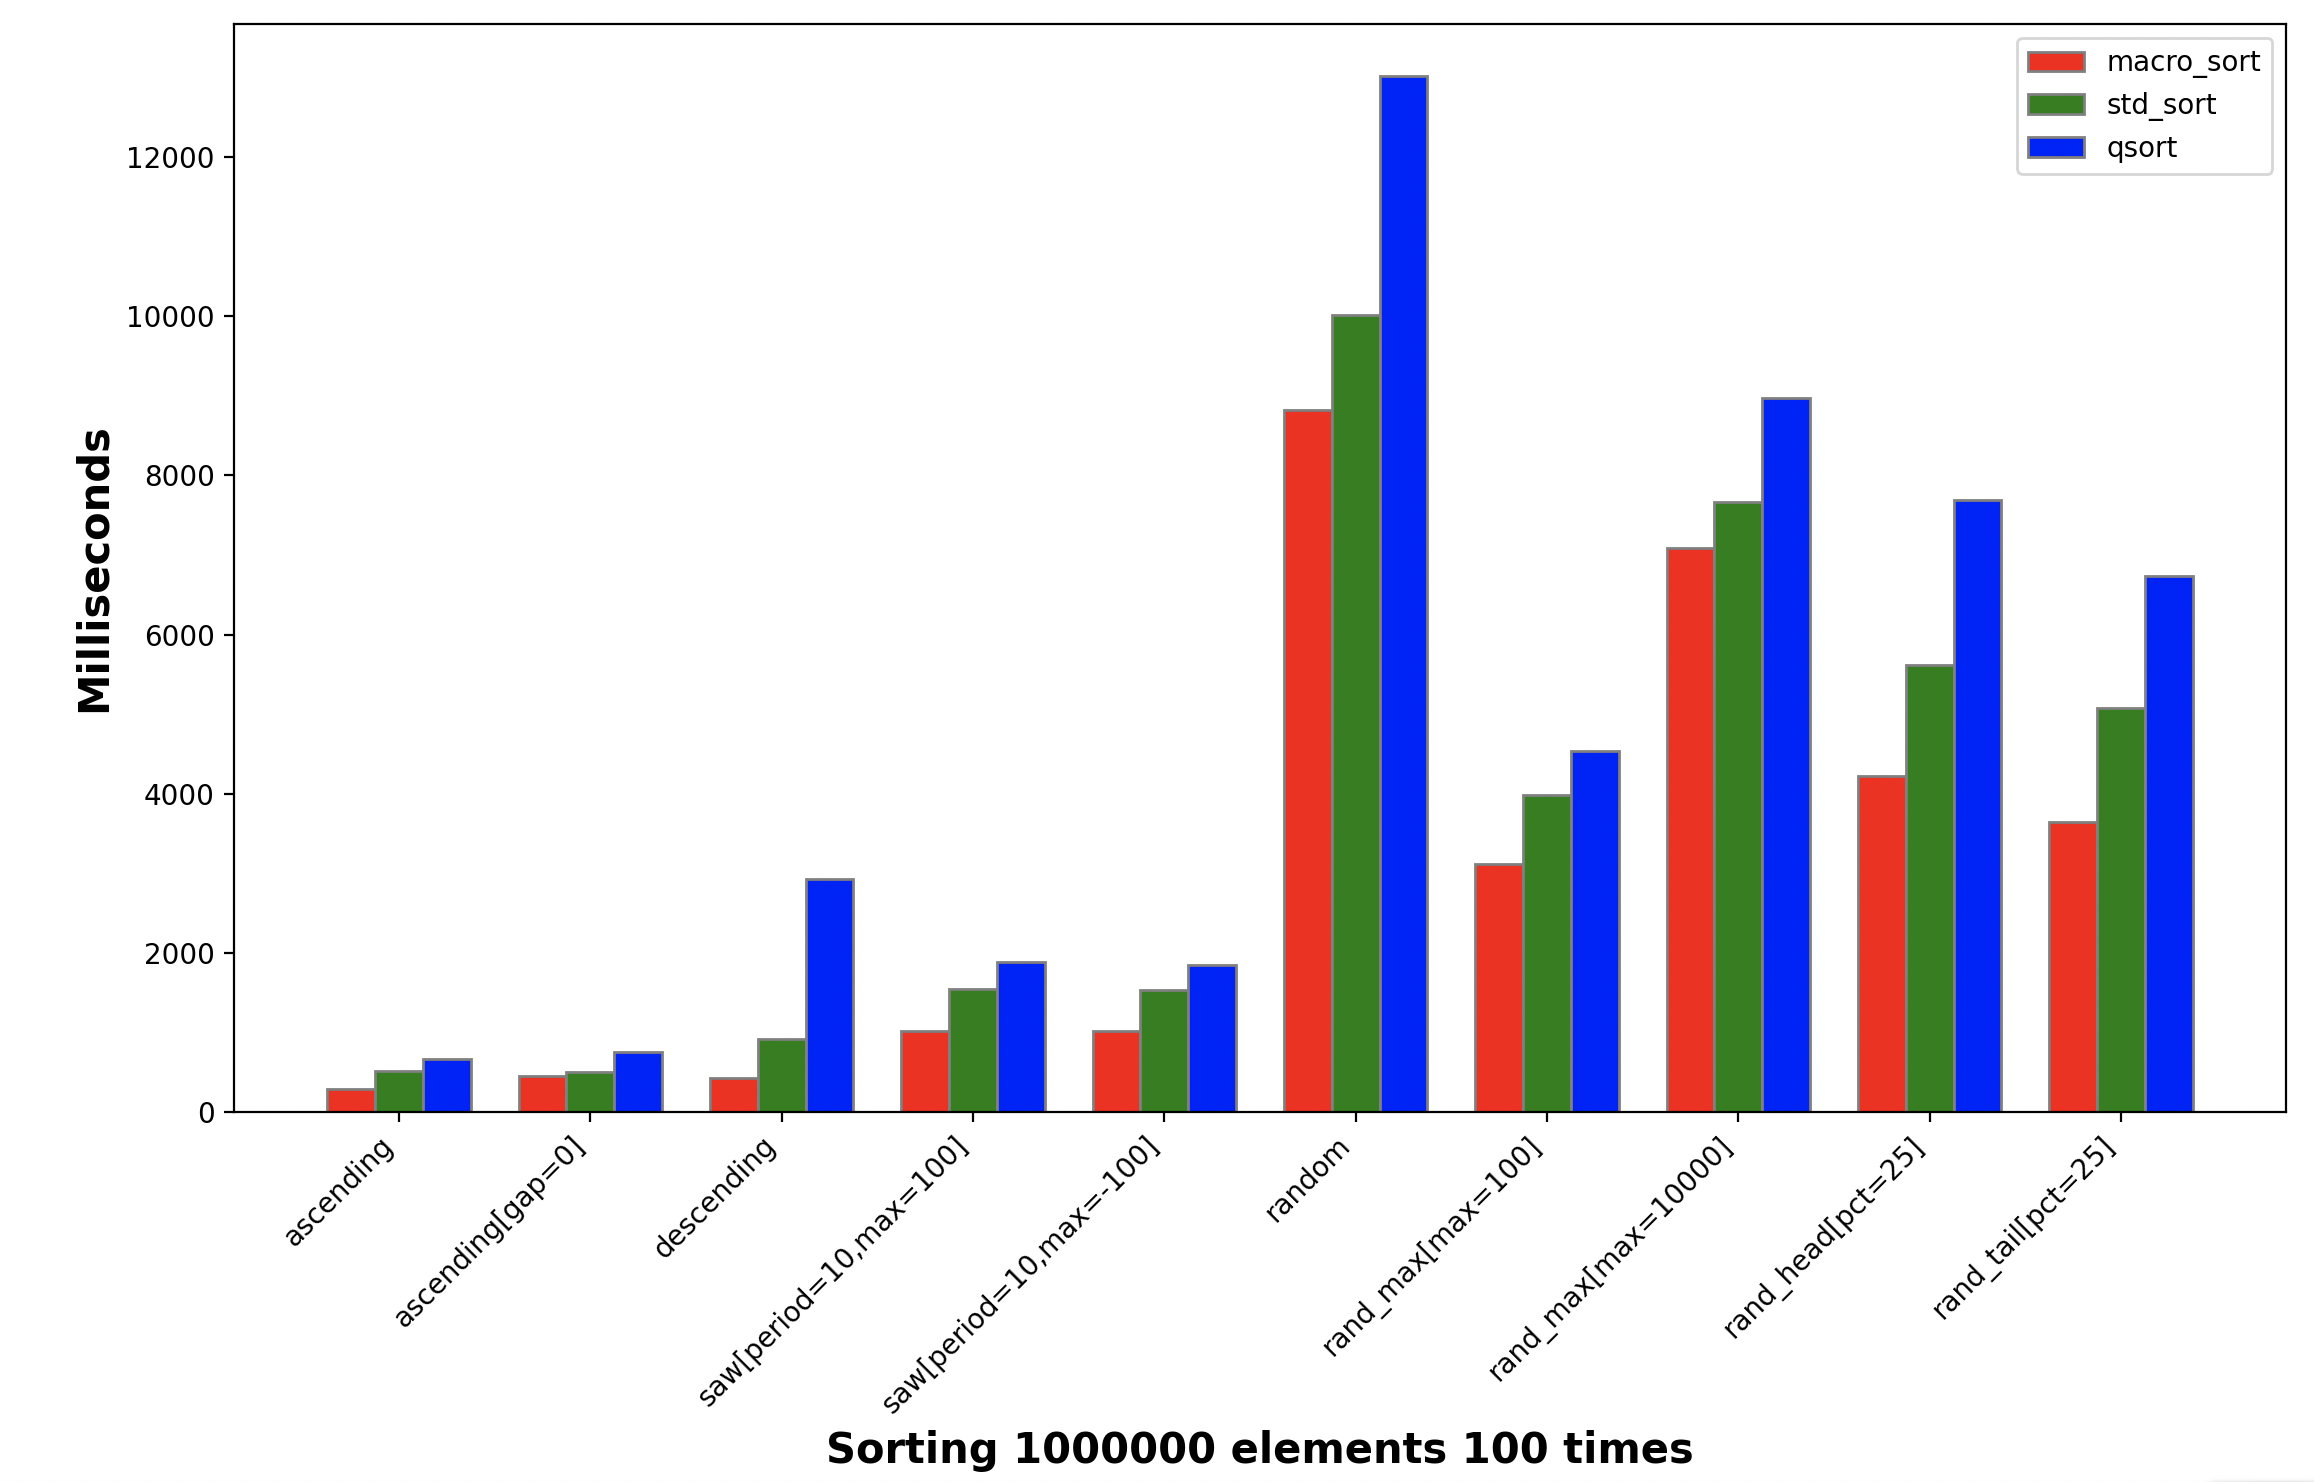 macro_sort
std_sort
qsort
12000
10000
8000
6000
4000
2000
0
Milliseconds
ascending
ascending[gap=0]
descending
saw[period=10,max=100]
saw[period=10,max=-100]
random
rand_max[max=100]
rand_max[max=10000]
rand_head[pct=25]
rand_tail[pct=25]
Sorting 1000000 elements 100 times